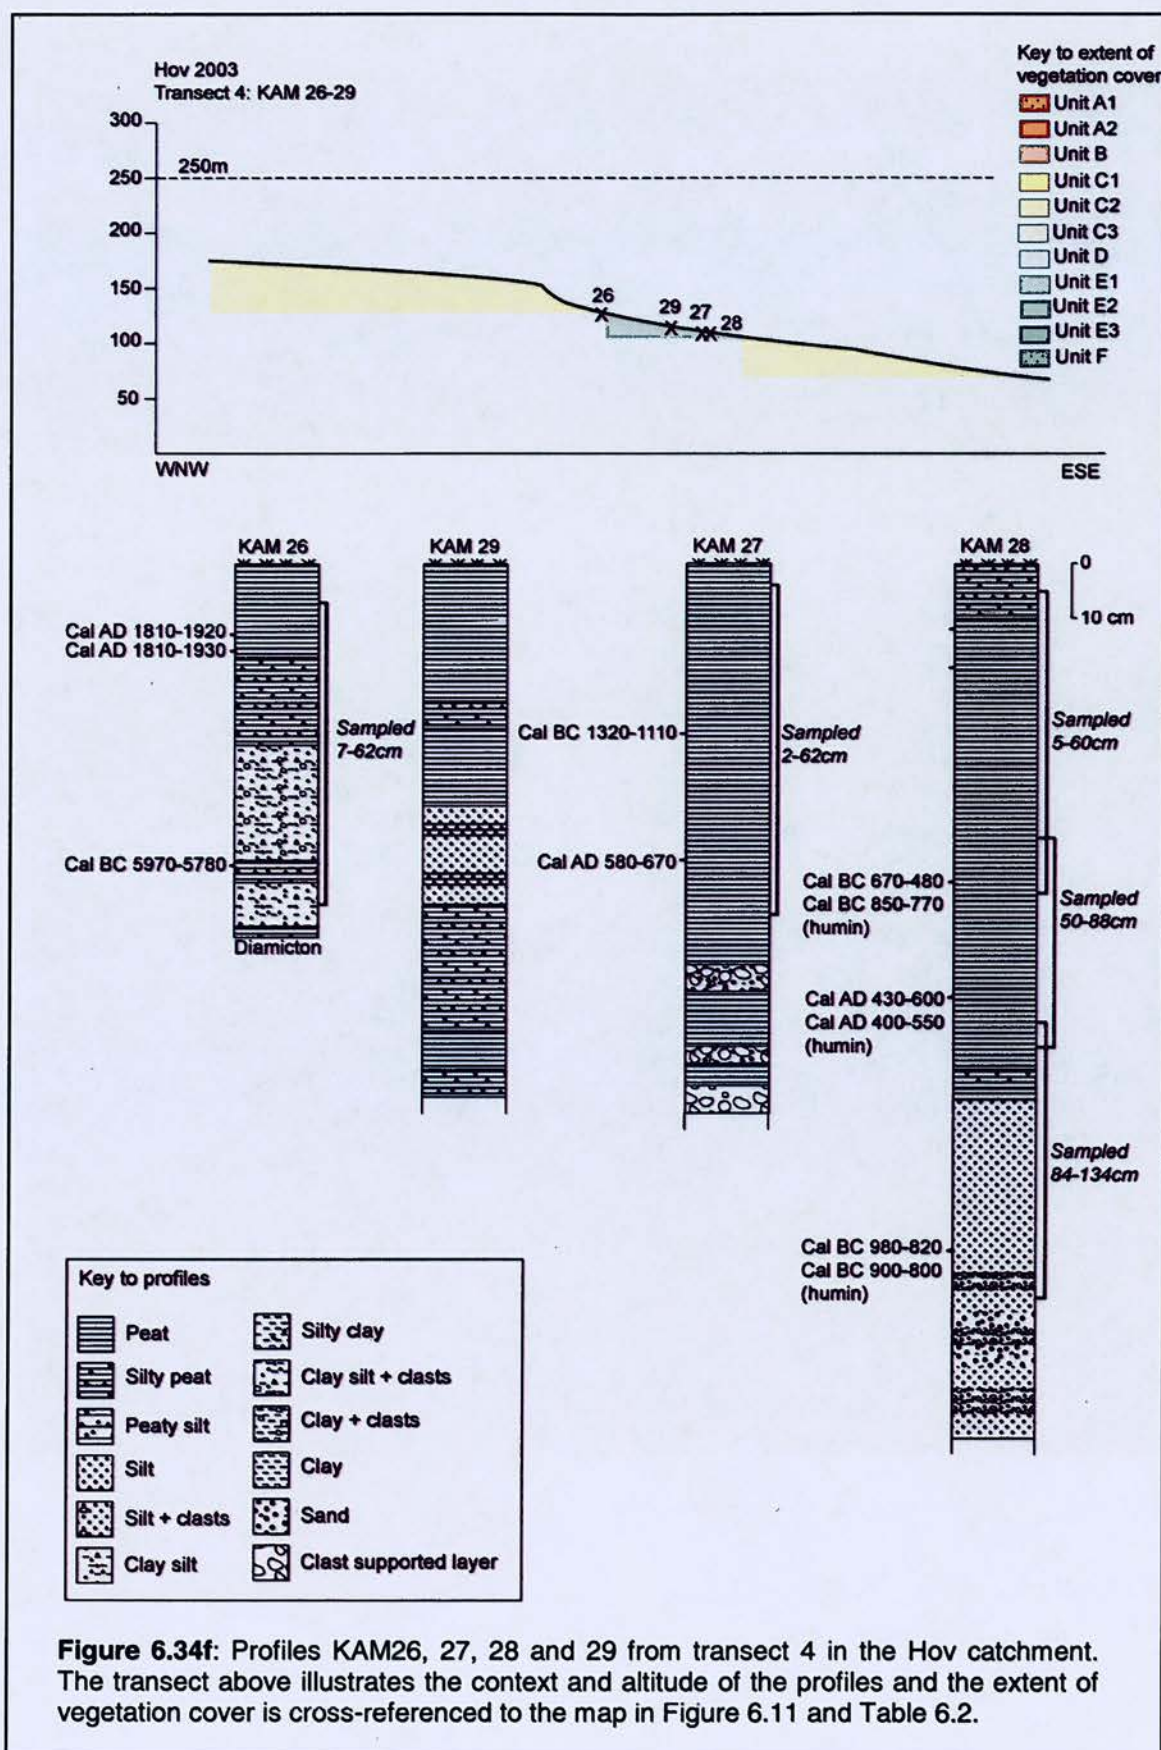 Hov 2003
Transect 4: KAM 26-29
Key to extent of
vegetation cover
Unit A1
Unit A2
Unit B
Unit C1
Unit C2
Unit C3
Unit D
Unit E1
Unit E2
Unit E3
Unit F
300
250
200
150
100
50
250m
26
29
27
28
WNW
ESE
KAM 26
Cal AD 1810-1920
Cal AD 1810-1930
Cal BC 5970-5780
Sampled
7-62cm
Diamicton
KAM 29
KAM 27
Cal BC 1320-1110
Cal AD 580-670
Sampled
2-62cm
KAM 28
0
10 cm
Cal BC 670-480
Cal BC 850-770
(humin)
Cal AD 430-600
Cal AD 400-550
(humin)
Cal BC 980-820
Cal BC 900-800
(humin)
Sampled
5-60cm
Sampled
50-88cm
Sampled
84-134cm
Key to profiles
Peat
Silty peat
Peaty silt
Silt
Silt + clasts
Clay silt
Silty clay
Clay silt + clasts
Clay + clasts
Clay
Sand
Clast supported layer
Figure 6.34f: Profiles KAM26, 27, 28 and 29 from transect 4 in the Hov catchment.
The transect above illustrates the context and altitude of the profiles and the extent of
vegetation cover is cross-referenced to the map in Figure 6.11 and Table 6.2.